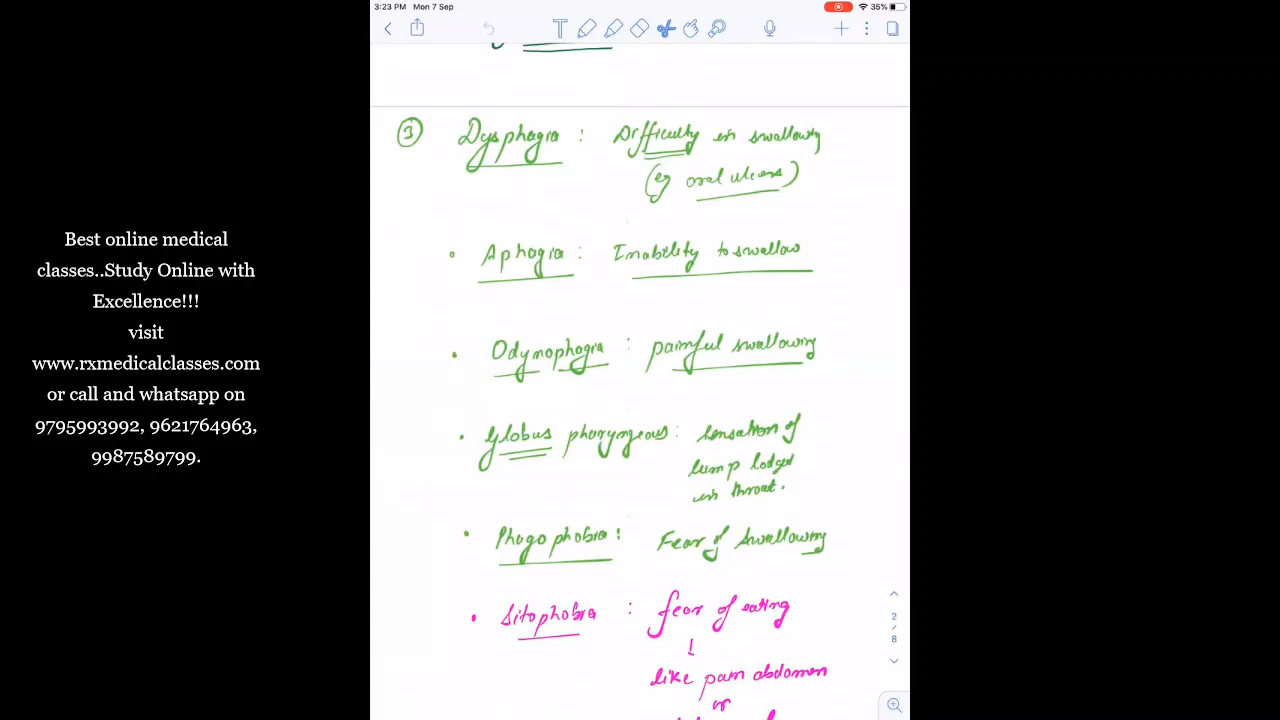 3:23 PM Mon 7 Sep
35%
3 Dysphagia : Difficulty in swallowing
(eg oral ulcers)
• Aphagia : Inability to swallow
• Odynophagia : painful swallowing
• Globus pharyngeous : sensation of
lump lodged
in throat.
• Phagophobia : Fear of swallowing
• Sitophobia : fear of eating
like pain abdomen
or
2
8
Best online medical
classes..Study Online with
Excellence!!!
visit
www.rxmedicalclasses.com
or call and whatsapp on
9795993992, 9621764963,
9987589799.